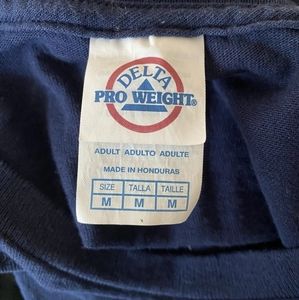 DELTA
PRO WEIGHT®
ADULT ADULTO ADULTE
MADE IN HONDURAS
SIZE TALLA TAILLE
M M M